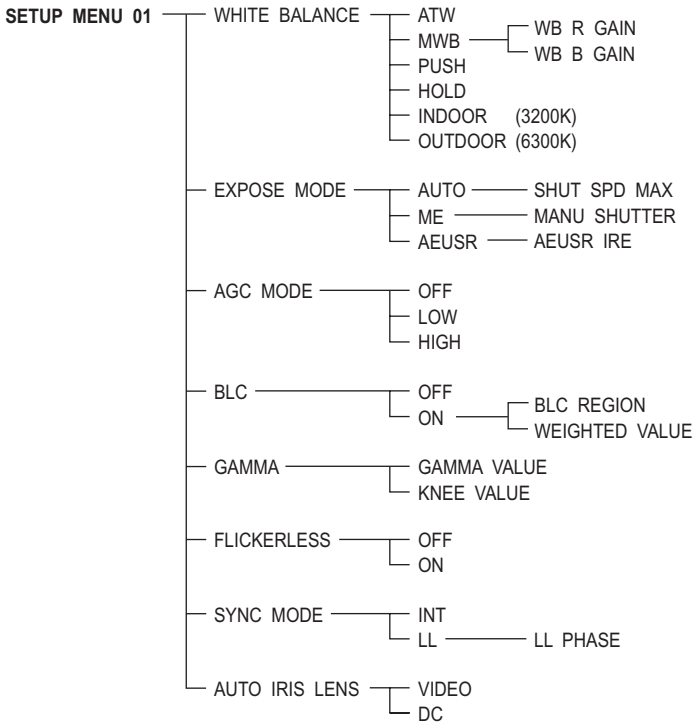 SETUP MENU 01 WHITE BALANCE ATW
MWB WB R GAIN
WB B GAIN
PUSH
HOLD
INDOOR (3200K)
OUTDOOR (6300K)
EXPOSE MODE AUTO SHUT SPD MAX
ME MANU SHUTTER
AEUSR AEUSR IRE
AGC MODE OFF
LOW
HIGH
BLC OFF
ON BLC REGION
WEIGHTED VALUE
GAMMA GAMMA VALUE
KNEE VALUE
FLICKERLESS OFF
ON
SYNC MODE INT
LL LL PHASE
AUTO IRIS LENS VIDEO
DC